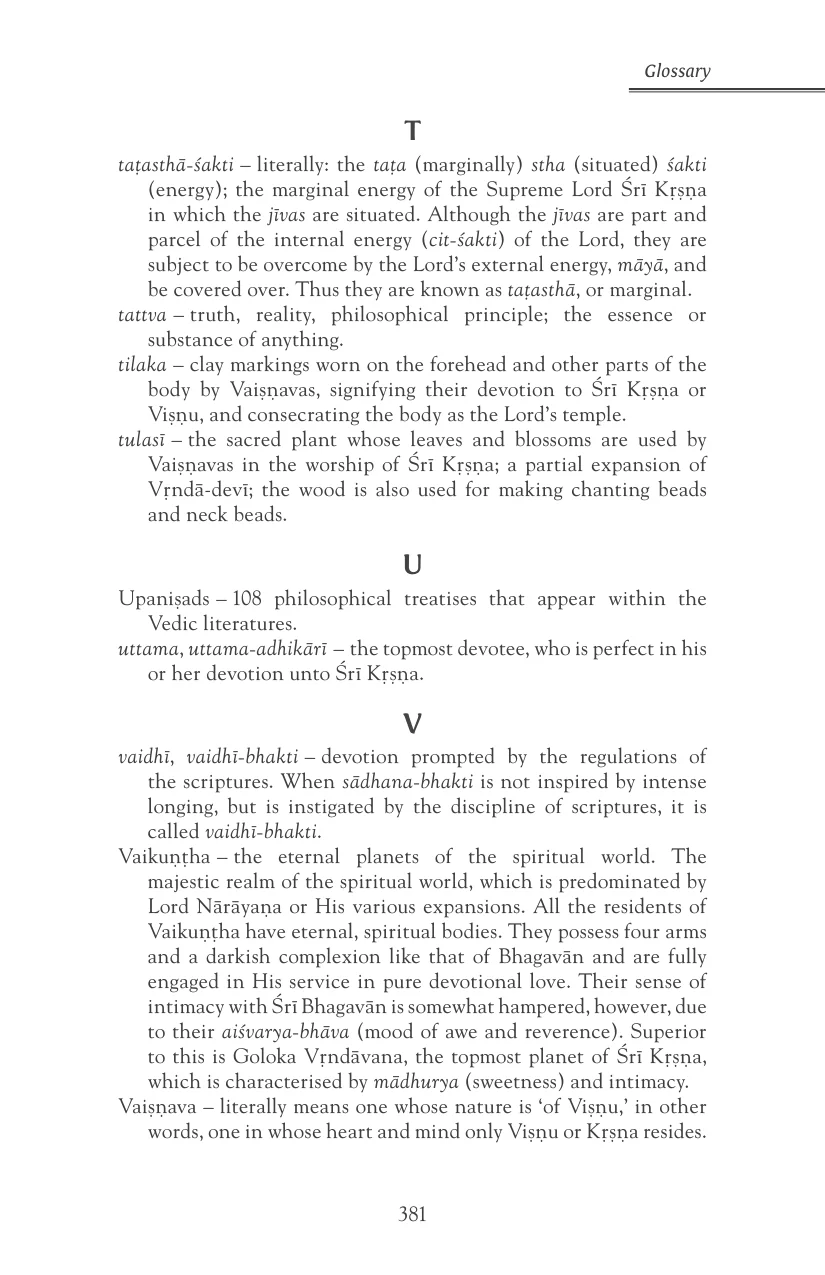 Glossary
T
taṭasthā-śakti – literally: the taṭa (marginally) stha (situated) śakti
(energy); the marginal energy of the Supreme Lord Śrī Kṛṣṇa
in which the jīvas are situated. Although the jīvas are part and
parcel of the internal energy (cit-śakti) of the Lord, they are
subject to be overcome by the Lord’s external energy, māyā, and
be covered over. Thus they are known as taṭasthā, or marginal.
tattva – truth, reality, philosophical principle; the essence or
substance of anything.
tilaka – clay markings worn on the forehead and other parts of the
body by Vaiṣṇavas, signifying their devotion to Śrī Kṛṣṇa or
Viṣṇu, and consecrating the body as the Lord’s temple.
tulasī – the sacred plant whose leaves and blossoms are used by
Vaiṣṇavas in the worship of Śrī Kṛṣṇa; a partial expansion of
Vṛndā-devī; the wood is also used for making chanting beads
and neck beads.
U
Upaniṣads – 108 philosophical treatises that appear within the
Vedic literatures.
uttama, uttama-adhikārī – the topmost devotee, who is perfect in his
or her devotion unto Śrī Kṛṣṇa.
V
vaidhī, vaidhī-bhakti – devotion prompted by the regulations of
the scriptures. When sādhana-bhakti is not inspired by intense
longing, but is instigated by the discipline of scriptures, it is
called vaidhī-bhakti.
Vaikuṇṭha – the eternal planets of the spiritual world. The
majestic realm of the spiritual world, which is predominated by
Lord Nārāyaṇa or His various expansions. All the residents of
Vaikuṇṭha have eternal, spiritual bodies. They possess four arms
and a darkish complexion like that of Bhagavān and are fully
engaged in His service in pure devotional love. Their sense of
intimacy with Śrī Bhagavān is somewhat hampered, however, due
to their aiśvarya-bhāva (mood of awe and reverence). Superior
to this is Goloka Vṛndāvana, the topmost planet of Śrī Kṛṣṇa,
which is characterised by mādhurya (sweetness) and intimacy.
Vaiṣṇava – literally means one whose nature is ‘of Viṣṇu,’ in other
words, one in whose heart and mind only Viṣṇu or Kṛṣṇa resides.
381